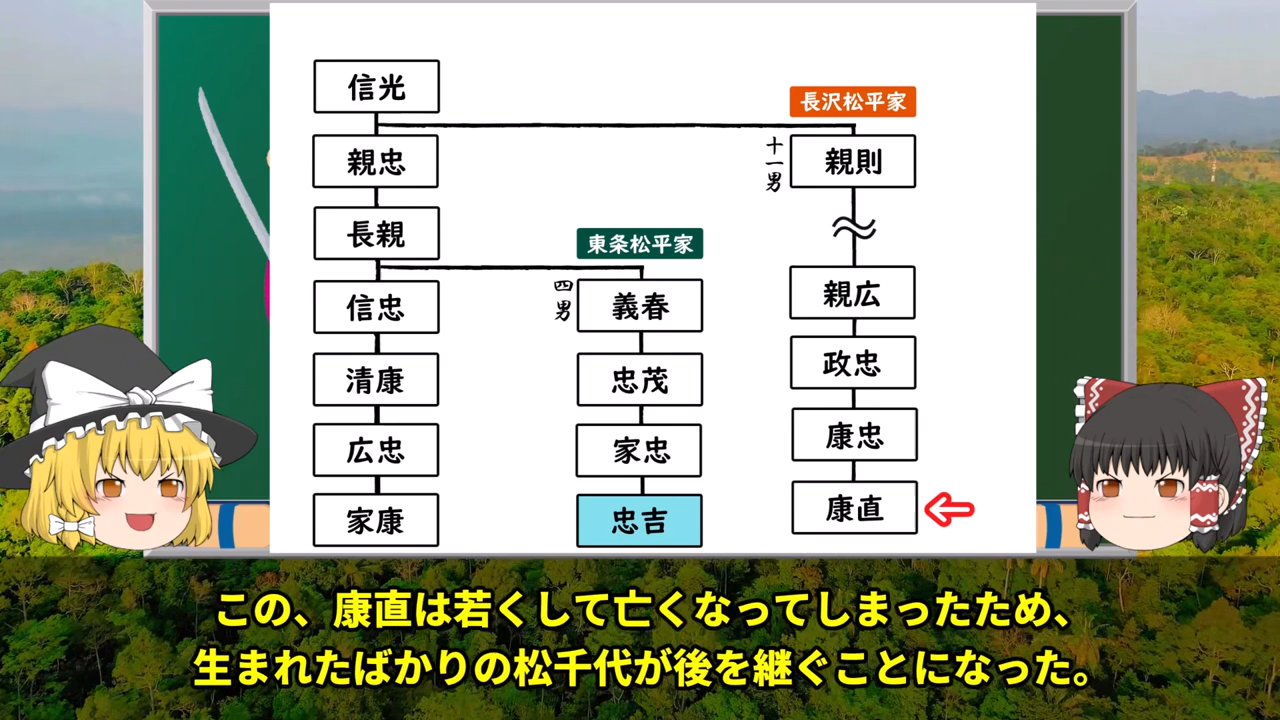 信光
長沢松平家
親忠
十一男
親則
長親
東条松平家
信忠
四男
義春
親広
清康
忠茂
政忠
広忠
家忠
康忠
家康
忠吉
康直
この、康直は若くして亡くなってしまったため、
生まれたばかりの松千代が後を継ぐことになった。